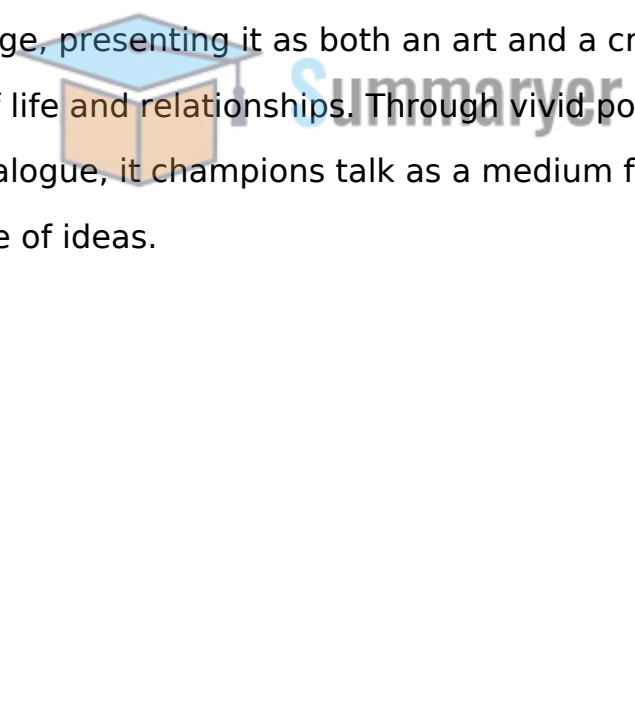 ge, presenting it as both an art and a cr
f life and relationships. Through vivid po
alogue, it champions talk as a medium f
e of ideas.
Summaryer